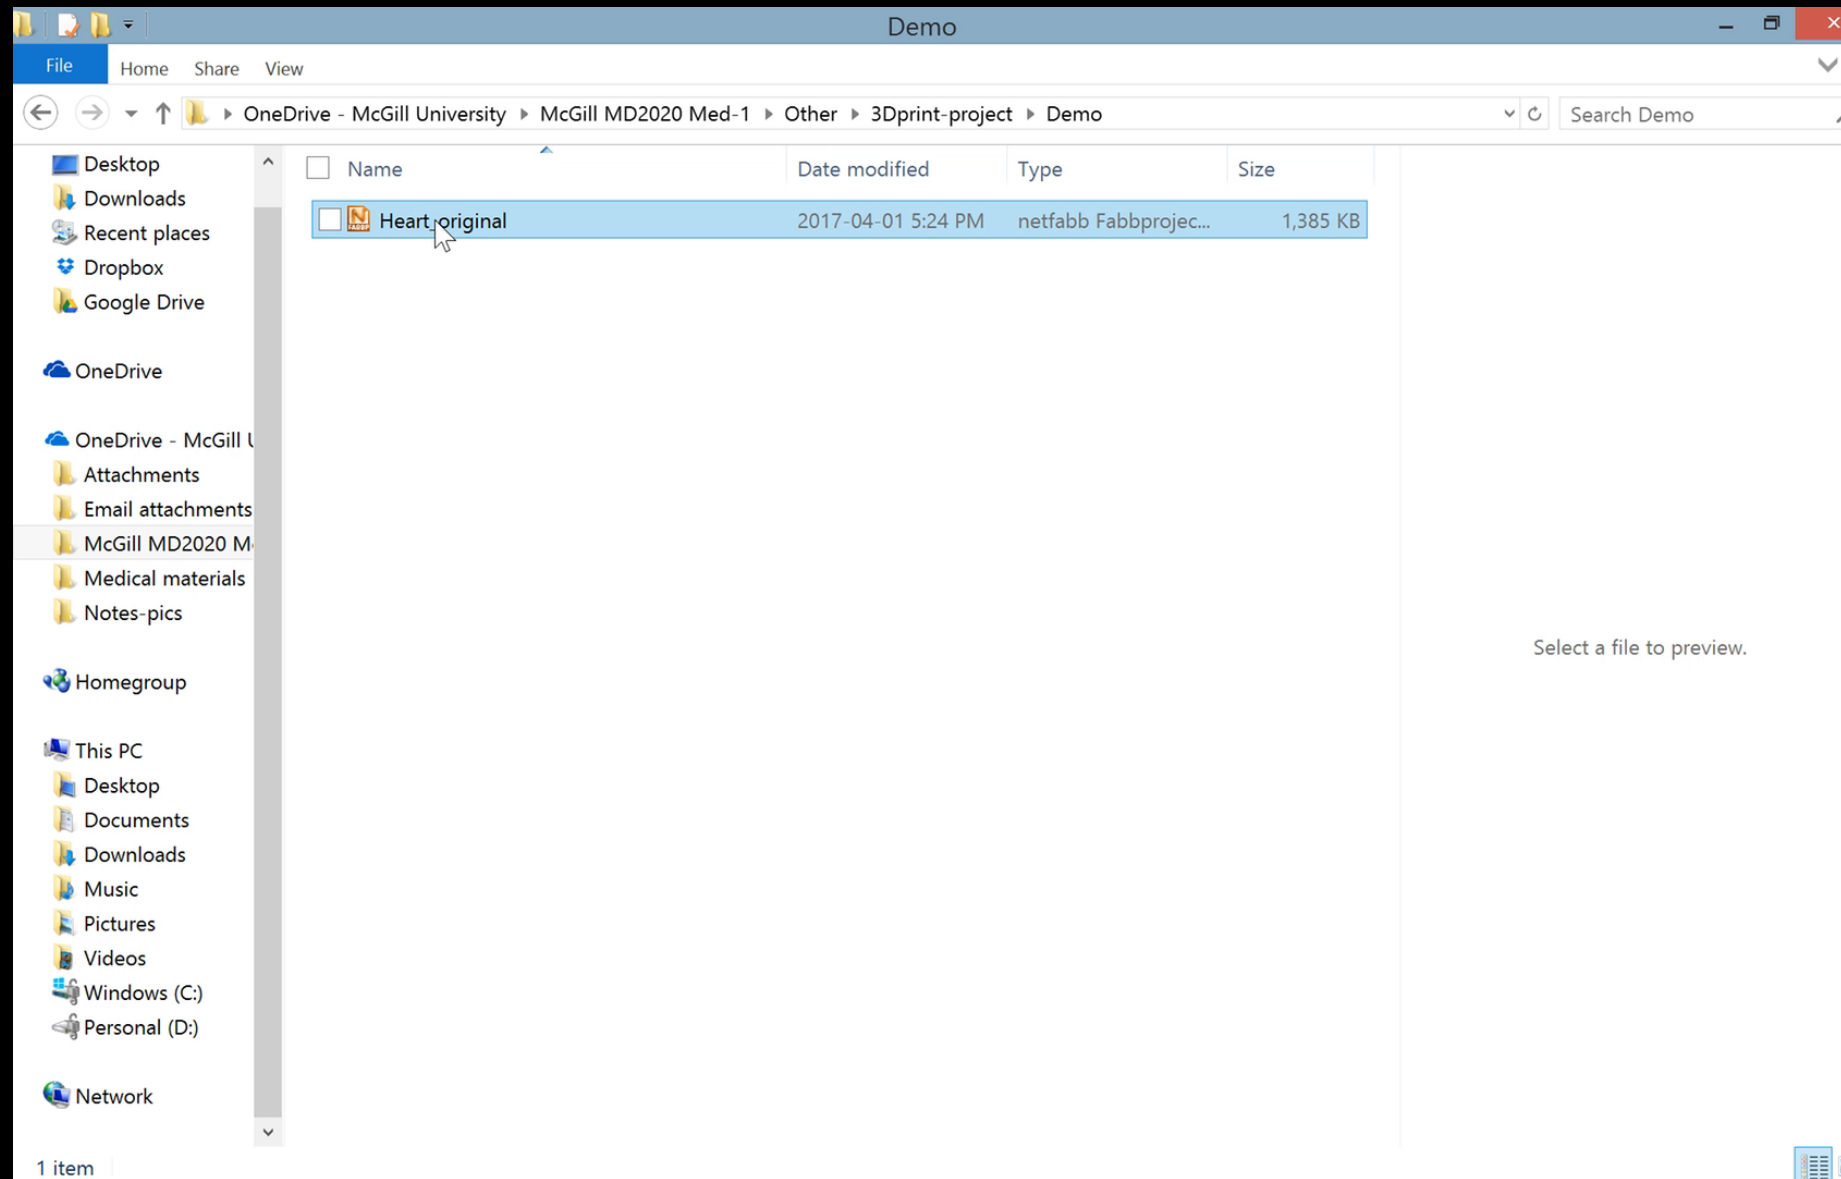 Demo
File Home Share View
OneDrive - McGill University McGill MD2020 Med-1 Other 3Dprint-project Demo Search Demo
Name Date modified Type Size
Heart_original 2017-04-01 5:24 PM netfabb Fabbprojec... 1,385 KB
Desktop
Downloads
Recent places
Dropbox
Google Drive
OneDrive
OneDrive - McGill U
Attachments
Email attachments
McGill MD2020 M
Medical materials
Notes-pics
Homegroup
This PC
Desktop
Documents
Downloads
Music
Pictures
Videos
Windows (C:)
Personal (D:)
Network
Select a file to preview.
1 item